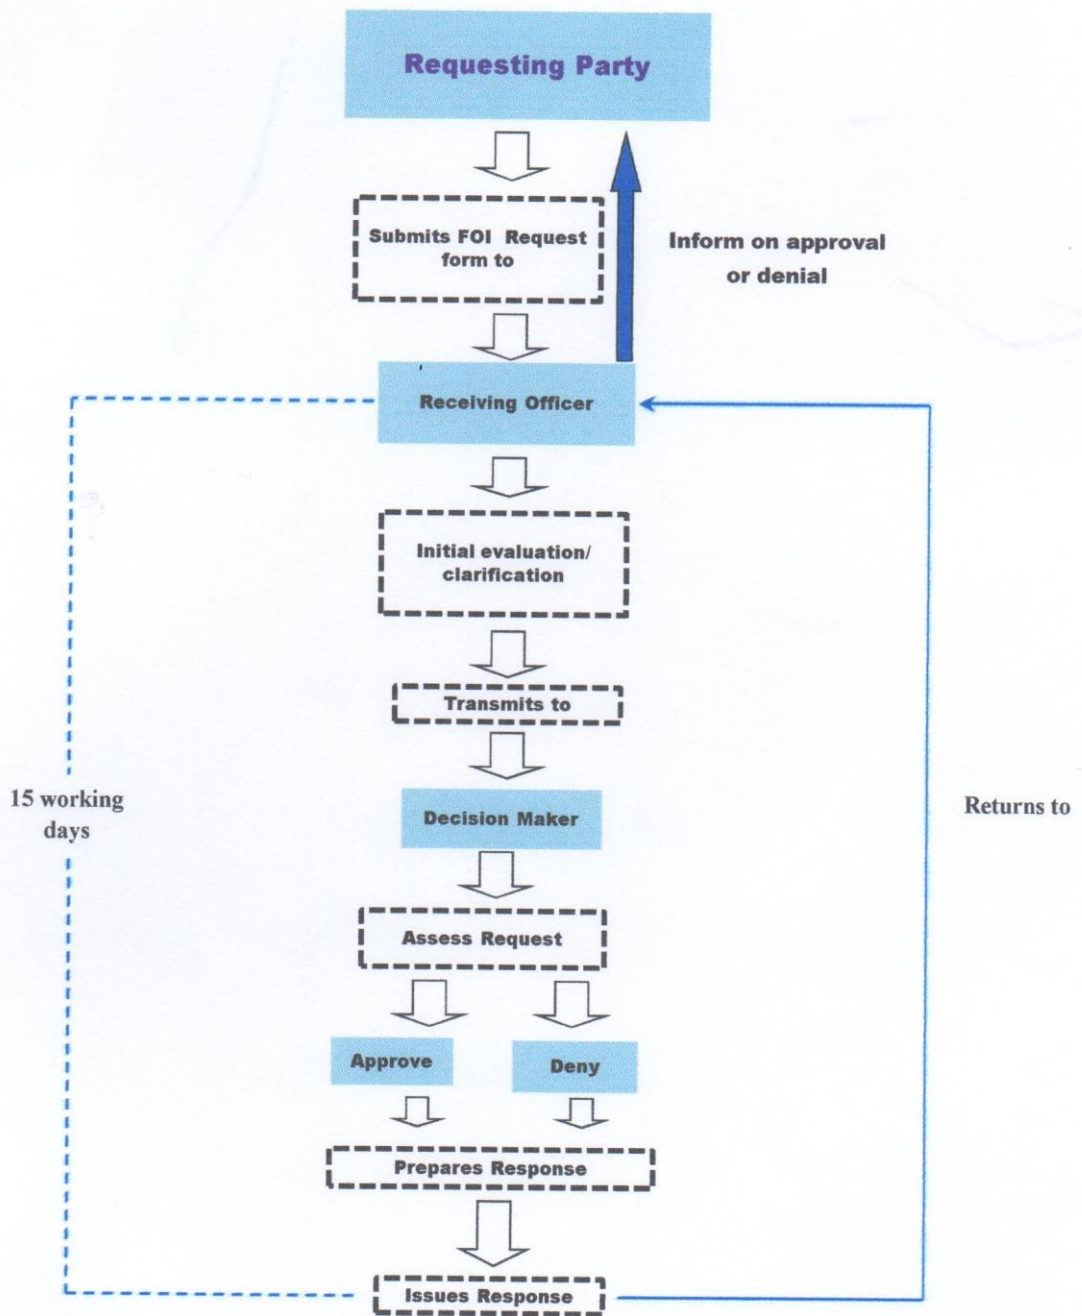 Requesting Party
Submits FOI Request
form to
Inform on approval
or denial
Receiving Officer
Initial evaluation/
clarification
Transmits to
15 working
days
Decision Maker
Returns to
Assess Request
Approve
Deny
Prepares Response
Issues Response